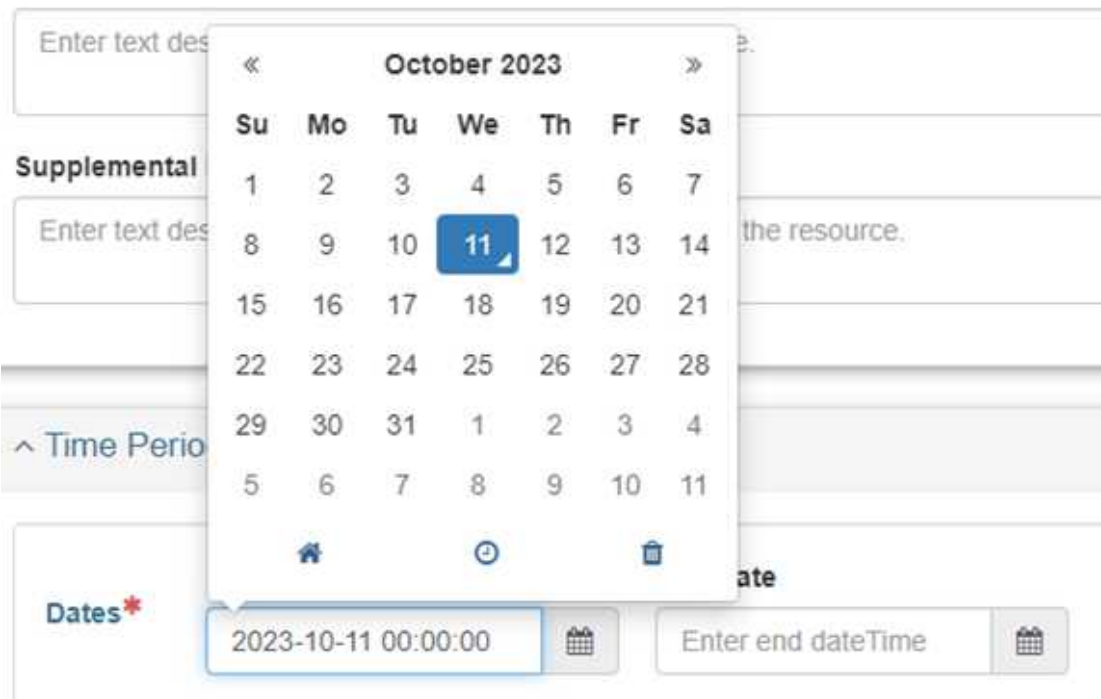 Enter text des
e.
« October 2023 »
Su Mo Tu We Th Fr Sa
1 2 3 4 5 6 7
Supplemental
Enter text des
the resource.
8 9 10 11 12 13 14
15 16 17 18 19 20 21
22 23 24 25 26 27 28
29 30 31 1 2 3 4
Time Perio
5 6 7 8 9 10 11
ate
Dates*
2023-10-11 00:00:00
Enter end dateTime